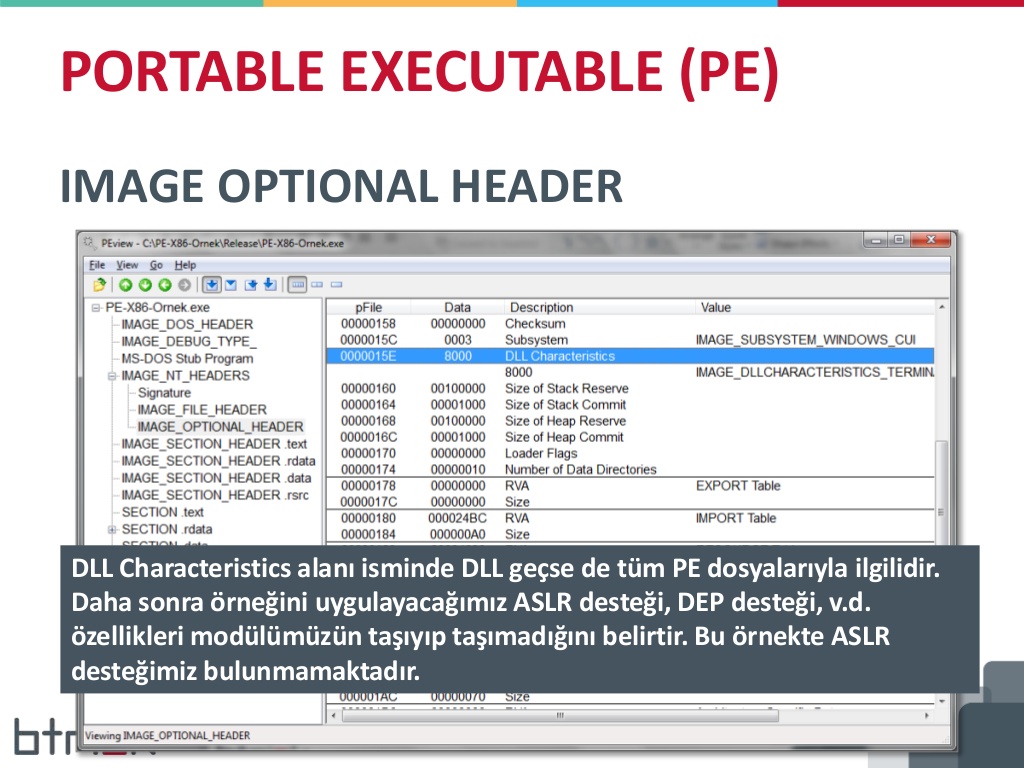 PORTABLE EXECUTABLE (PE)
IMAGE OPTIONAL HEADER
PEview - C:\PE-X86-Ornek\Release\PE-X86-Ornek.exe
File View Go Help
PE-X86-Ornek.exe
IMAGE_DOS_HEADER
IMAGE_DEBUG_TYPE_
MS-DOS Stub Program
IMAGE_NT_HEADERS
Signature
IMAGE_FILE_HEADER
IMAGE_OPTIONAL_HEADER
IMAGE_SECTION_HEADER .text
IMAGE_SECTION_HEADER .rdata
IMAGE_SECTION_HEADER .data
IMAGE_SECTION_HEADER .rsrc
SECTION .text
SECTION .rdata
SECTION .data
pFile Data Description Value
00000158 00000000 Checksum
0000015C 0003 Subsystem IMAGE_SUBSYSTEM_WINDOWS_CUI
0000015E 8000 DLL Characteristics
8000 IMAGE_DLLCHARACTERISTICS_TERMIN
00000160 00100000 Size of Stack Reserve
00000164 00001000 Size of Stack Commit
00000168 00100000 Size of Heap Reserve
0000016C 00001000 Size of Heap Commit
00000170 00000000 Loader Flags
00000174 00000010 Number of Data Directories
00000178 00000000 RVA EXPORT Table
0000017C 00000000 Size
00000180 000024BC RVA IMPORT Table
00000184 000000A0 Size
DLL Characteristics alanı isminde DLL geçse de tüm PE dosyalarıyla ilgilidir.
Daha sonra örneğini uygulayacağımız ASLR desteği, DEP desteği, v.d.
özellikleri modülümüzün taşıyıp taşımadığını belirtir. Bu örnekte ASLR
desteğimiz bulunmamaktadır.
000001AC 00000070 Size
Viewing IMAGE_OPTIONAL_HEADER